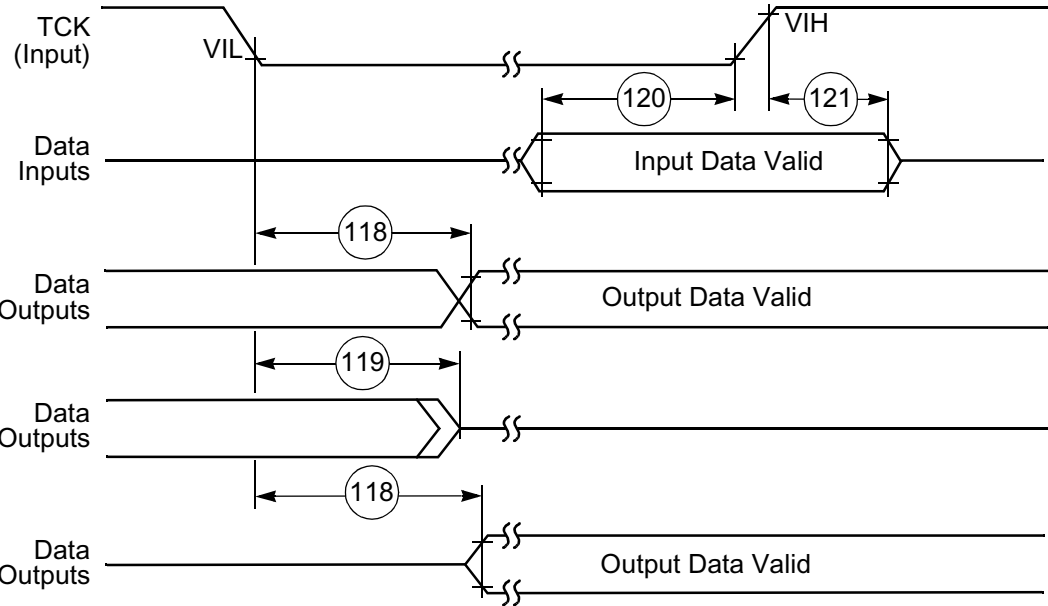 TCK
(Input)
VIL
VIH
120
121
Data
Inputs
Input Data Valid
118
Data
Outputs
Output Data Valid
119
Data
Outputs
118
Data
Outputs
Output Data Valid